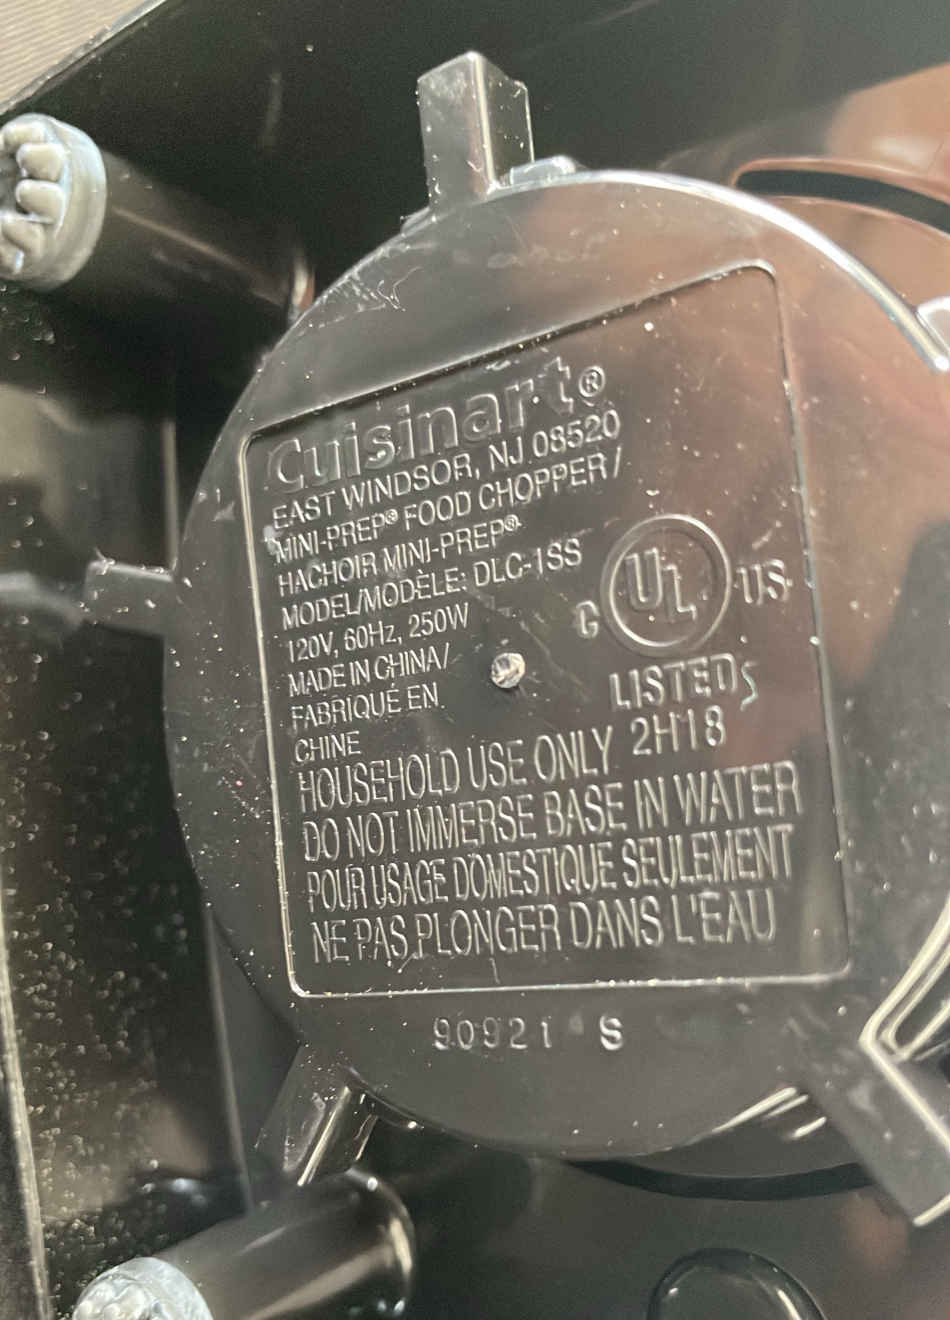 Cuisinart®
EAST WINDSOR, NJ 08520
MINI-PREP® FOOD CHOPPER /
HACHOIR MINI-PREP®
MODEL/MODÈLE: DLC-1SS
120V, 60Hz, 250W
MADE IN CHINA/
FABRIQUÉ EN
CHINE
C UL US
LISTED
2H18
HOUSEHOLD USE ONLY
DO NOT IMMERSE BASE IN WATER
POUR USAGE DOMESTIQUE SEULEMENT
NE PAS PLONGER DANS L'EAU
90921 S